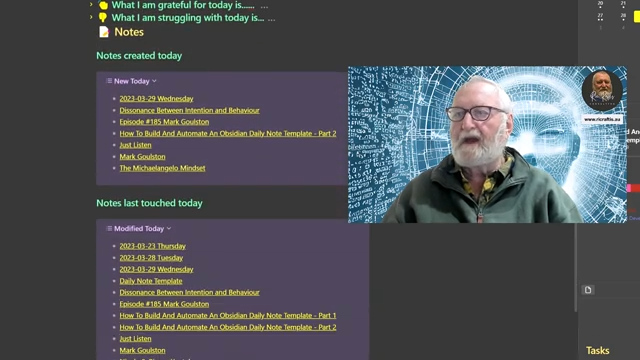 What I am grateful for today is...... ...
What I am struggling with today is... ...
Notes
Notes created today
New Today
2023-03-29 Wednesday
Dissonance Between Intention and Behaviour
Episode #185 Mark Goulston
How To Build And Automate An Obsidian Daily Note Template - Part 2
Just Listen
Mark Goulston
The Michaelangelo Mindset
Notes last touched today
Modified Today
2023-03-23 Thursday
2023-03-28 Tuesday
2023-03-29 Wednesday
Daily Note Template
Dissonance Between Intention and Behaviour
Episode #185 Mark Goulston
How To Build And Automate An Obsidian Daily Note Template - Part 1
How To Build And Automate An Obsidian Daily Note Template - Part 2
Just Listen
Mark Goulston
www.ricraftis.eu
20 21
27 28
Tasks